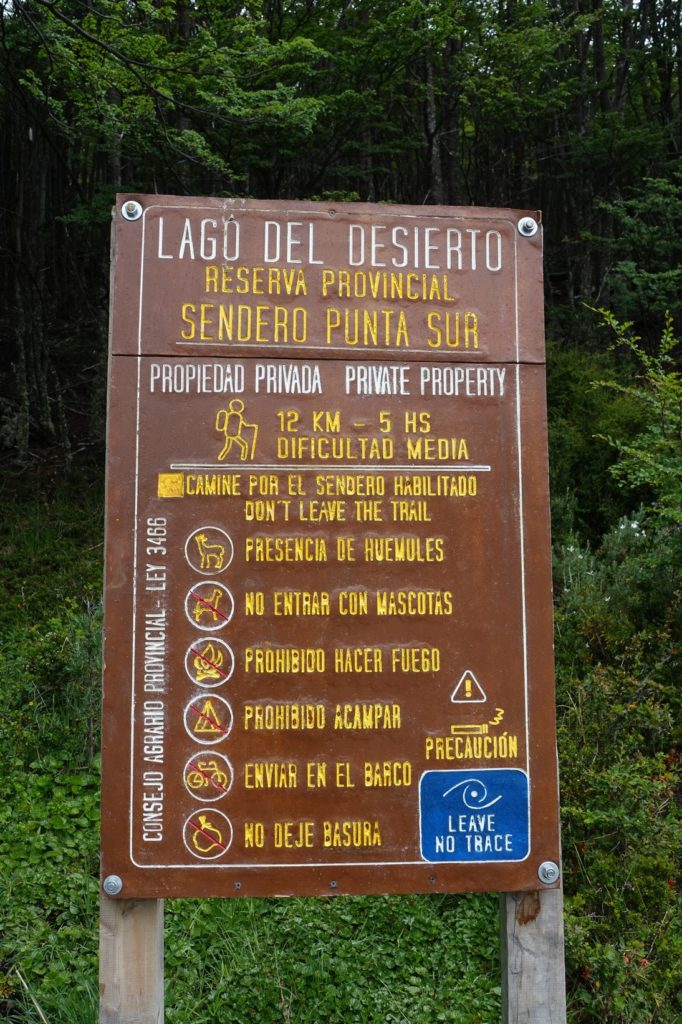 LAGO DEL DESIERTO
RESERVA PROVINCIAL
SENDERO PUNTA SUR
PROPIEDAD PRIVADA PRIVATE PROPERTY
12 KM - 5 HS
DIFICULTAD MEDIA
CAMINE POR EL SENDERO HABILITADO
DON'T LEAVE THE TRAIL
CONSEJO AGRARIO PROVINCIAL - LEY 3466
PRESENCIA DE HUEMULES
NO ENTRAR CON MASCOTAS
PROHIBIDO HACER FUEGO
PROHIBIDO ACAMPAR
ENVIAR EN EL BARCO
NO DEJE BASURA
!
PRECAUCIÓN
LEAVE
NO TRACE